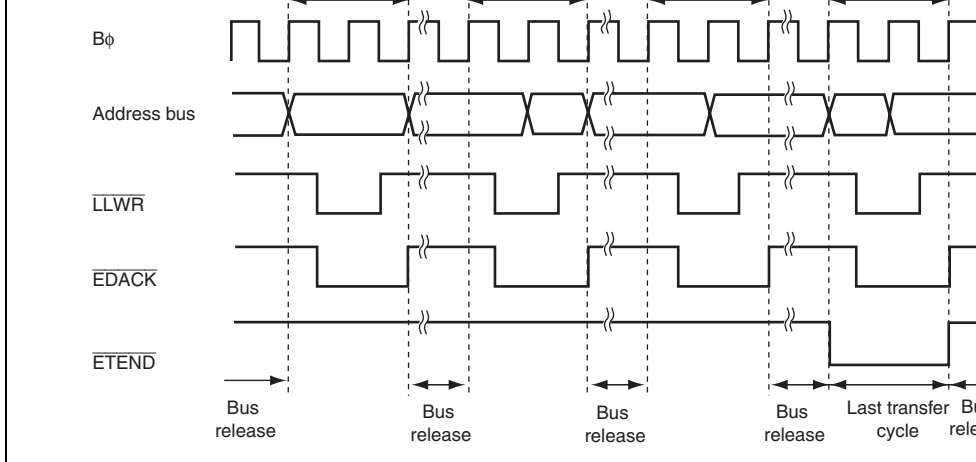 Bϕ
Address bus
LLWR
EDACK
ETEND
Bus
release
Bus
release
Bus
release
Bus
release
Last transfer
cycle